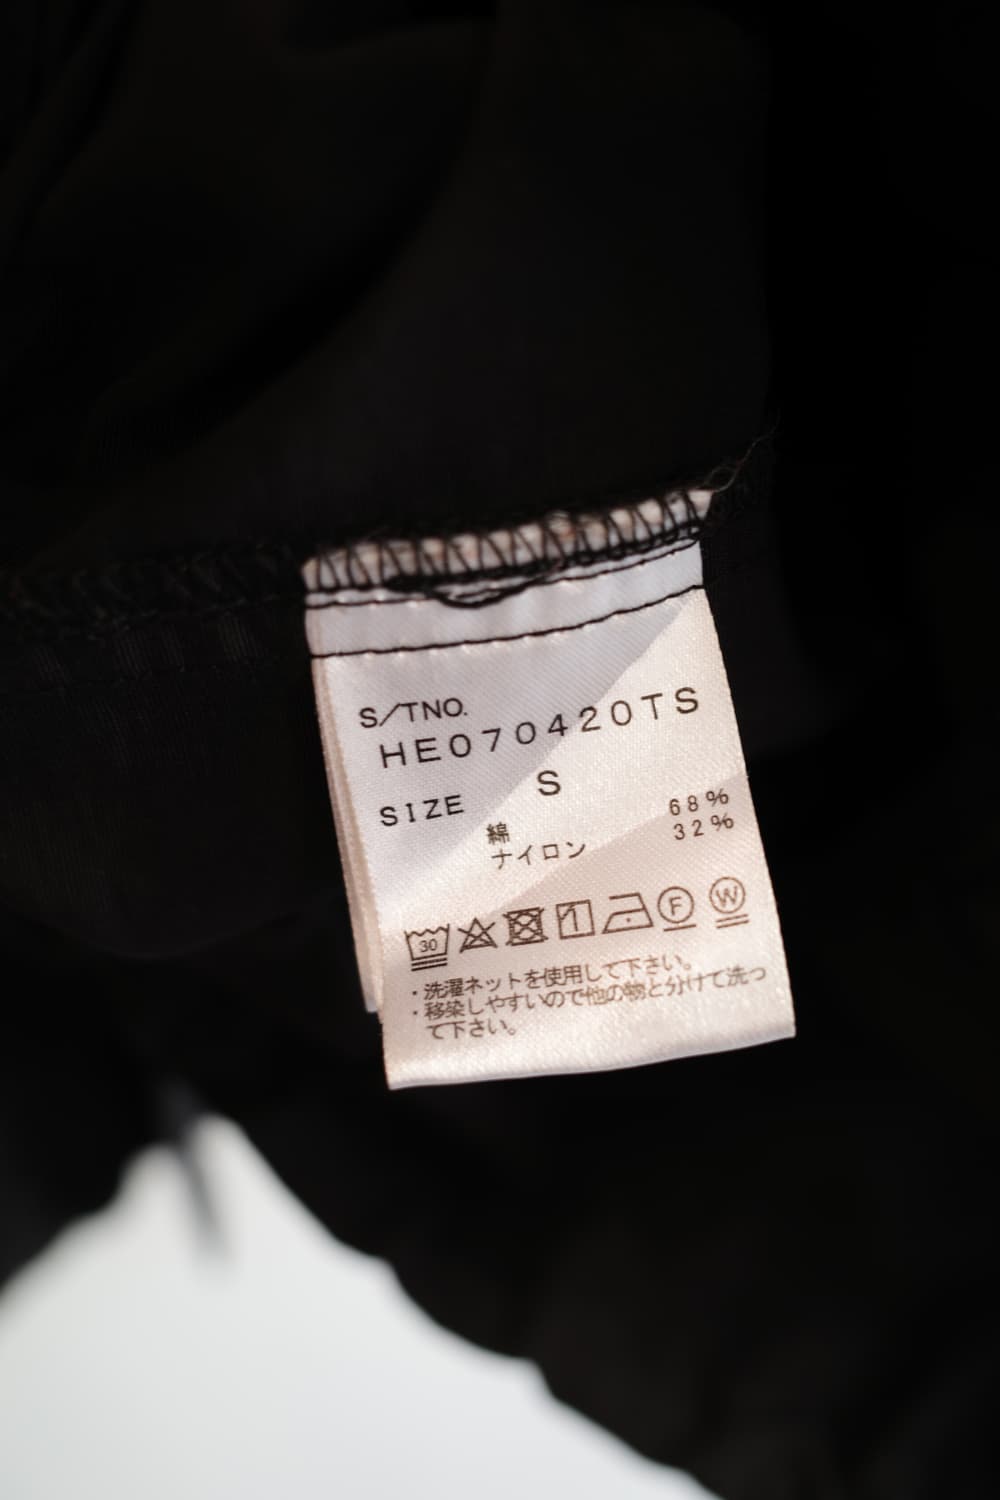 S/TNO.
HE070420TS
SIZE S
綿 68%
ナイロン 32%
30 F W
・洗濯ネットを使用して下さい。
・移染しやすいので他の物と分けて洗っ
て下さい。